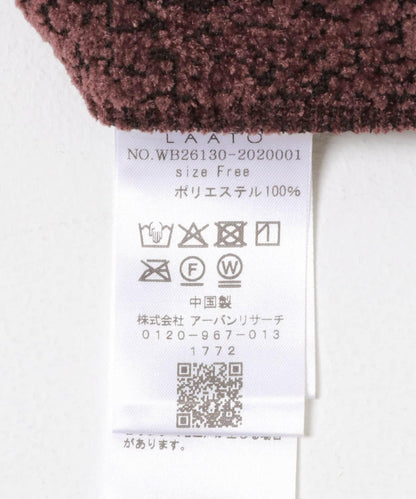 LAATO
NO.WB26130-2020001
size Free
ポリエステル100%
F W
中国製
株式会社 アーバンリサーチ
0120-967-013
1772
があります。